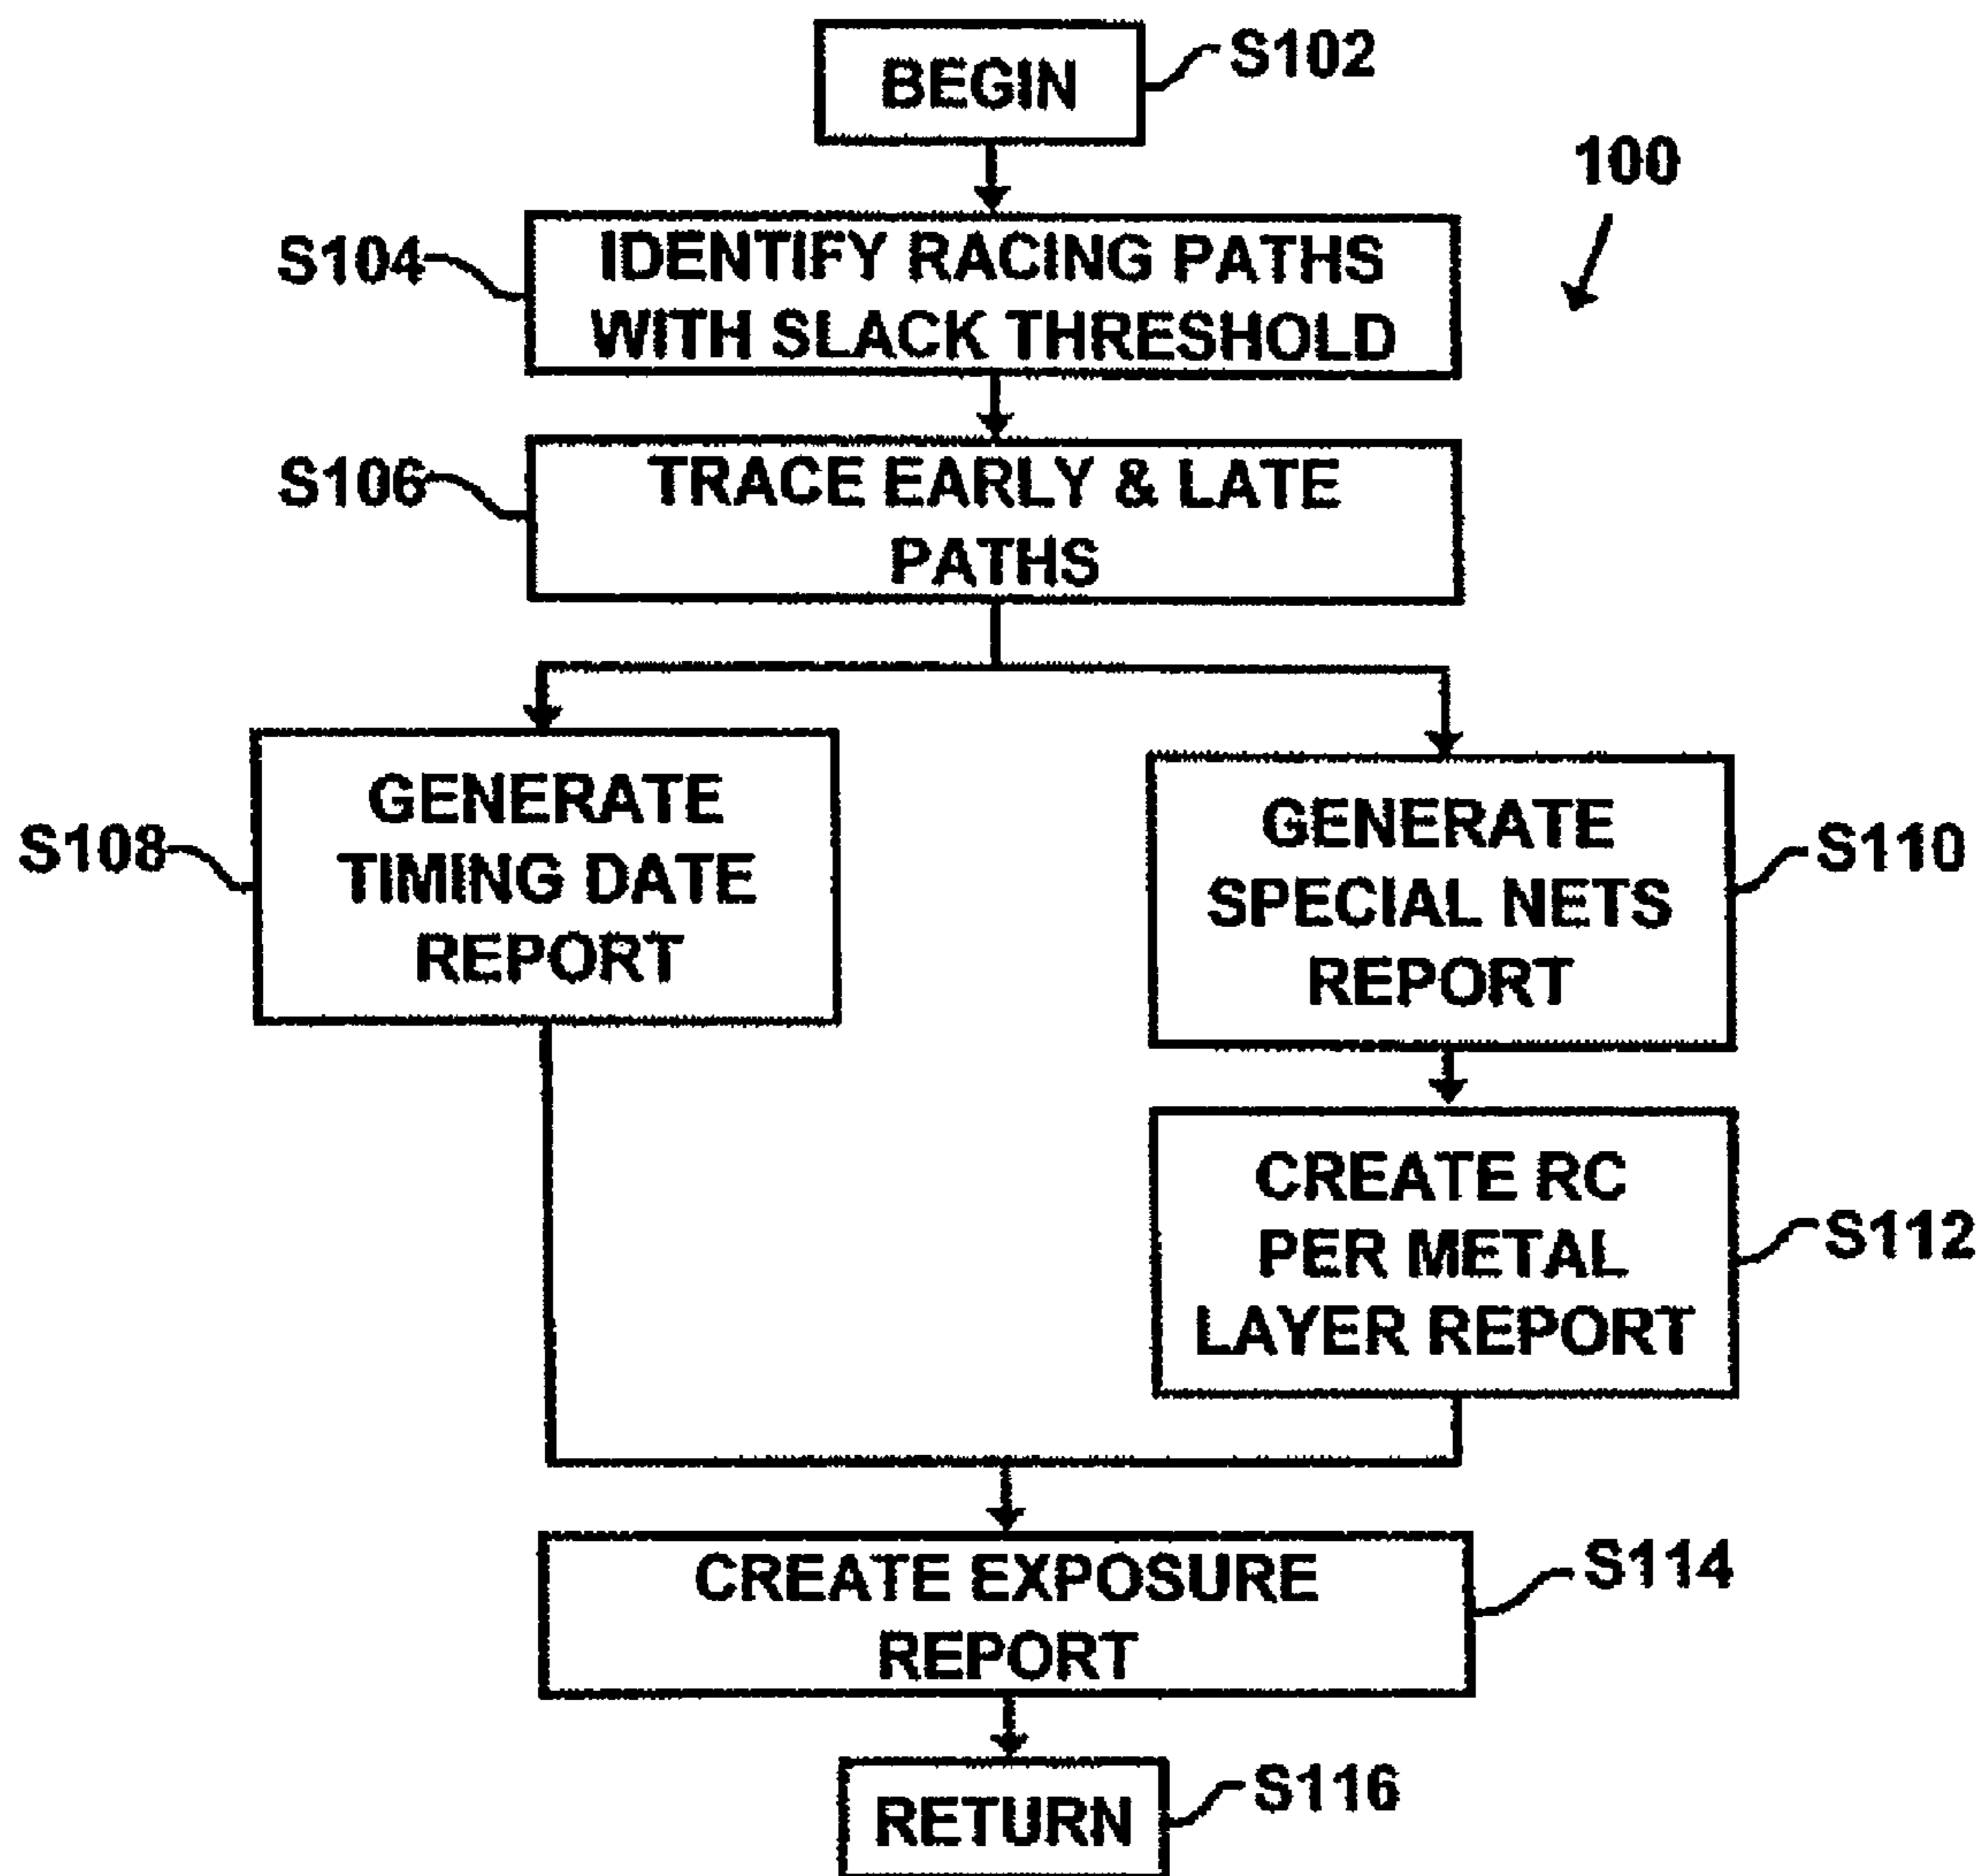 BEGIN
S102
100
S104
IDENTIFY RACING PATHS
WITH SLACK THRESHOLD
S106
TRACE EARLY & LATE
PATHS
S108
GENERATE
TIMING DATE
REPORT
GENERATE
SPECIAL NETS
REPORT
S110
CREATE RC
PER METAL
LAYER REPORT
S112
CREATE EXPOSURE
REPORT
S114
RETURN
S116